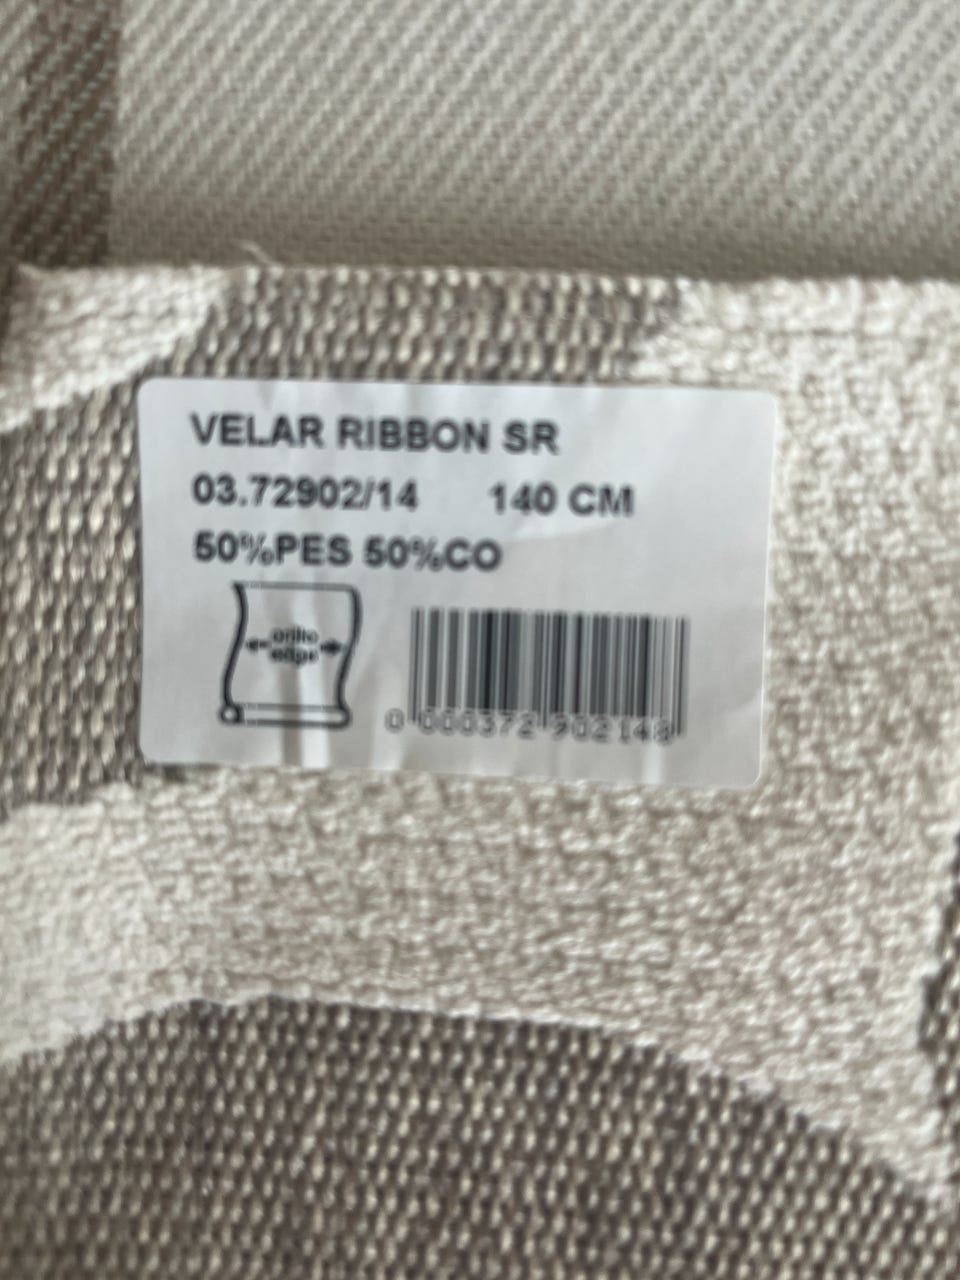 VELAR RIBBON SR
03.72902/14 140 CM
50%PES 50%CO
orillo
edge
0 000372 902148